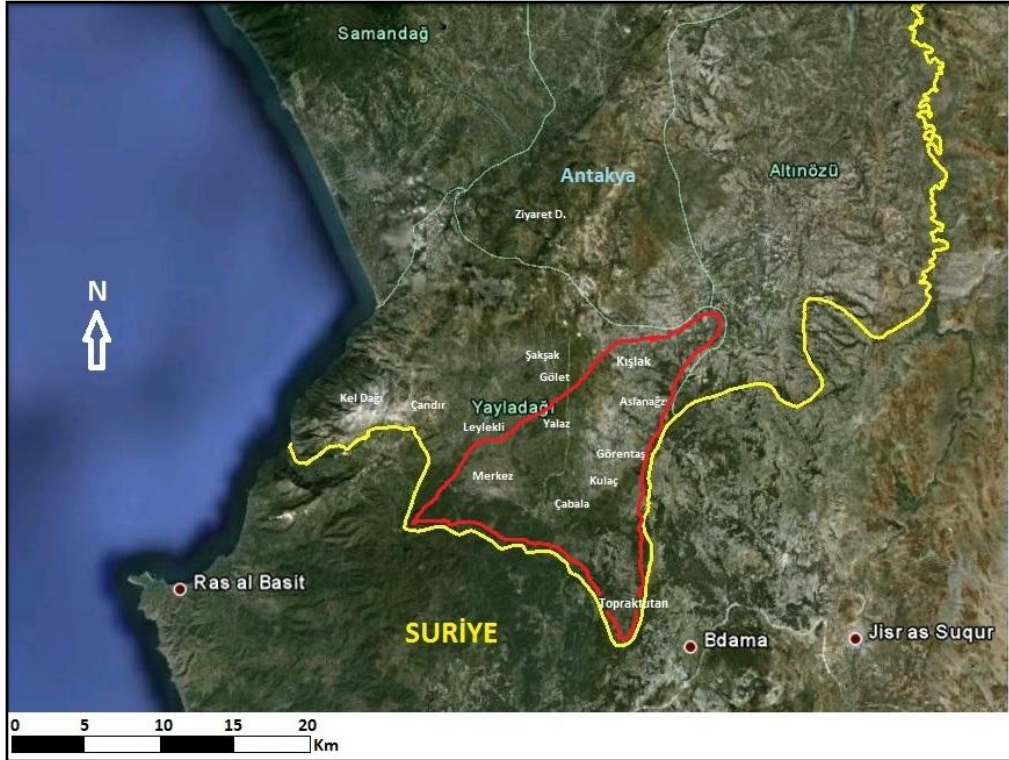 Samandağ
Altınözü
Antakya
Ziyaret D.
N
Şakşak
Kışlak
Gölet
Kel Dağı
Çandır
Yayladağı
Aslanağzı
Leylekli
Yalaz
Görentaş
Merkez
Kulaç
Çabala
Ras al Basit
Topraktutan
SURİYE
Bdama
Jisr as Suqur
0 5 10 15 20
Km